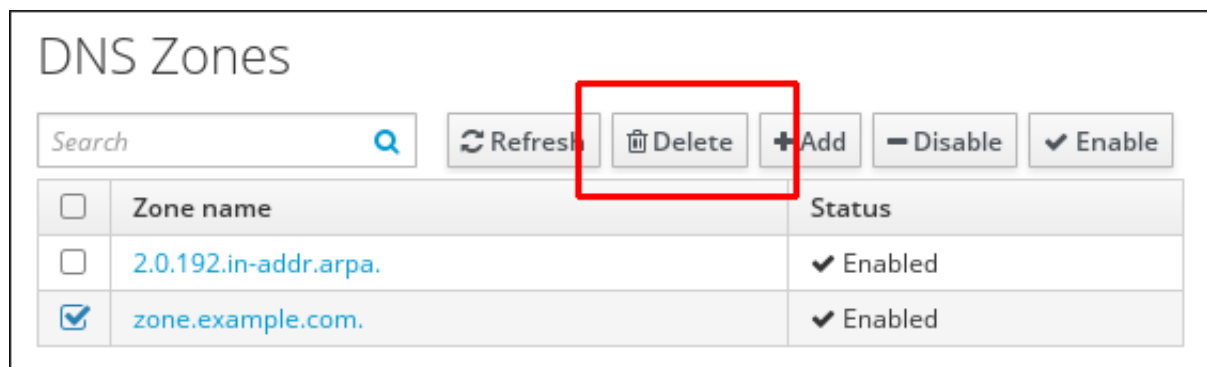 DNS Zones
Search Refresh Delete Add Disable Enable
Zone name Status
2.0.192.in-addr.arpa. Enabled
zone.example.com. Enabled